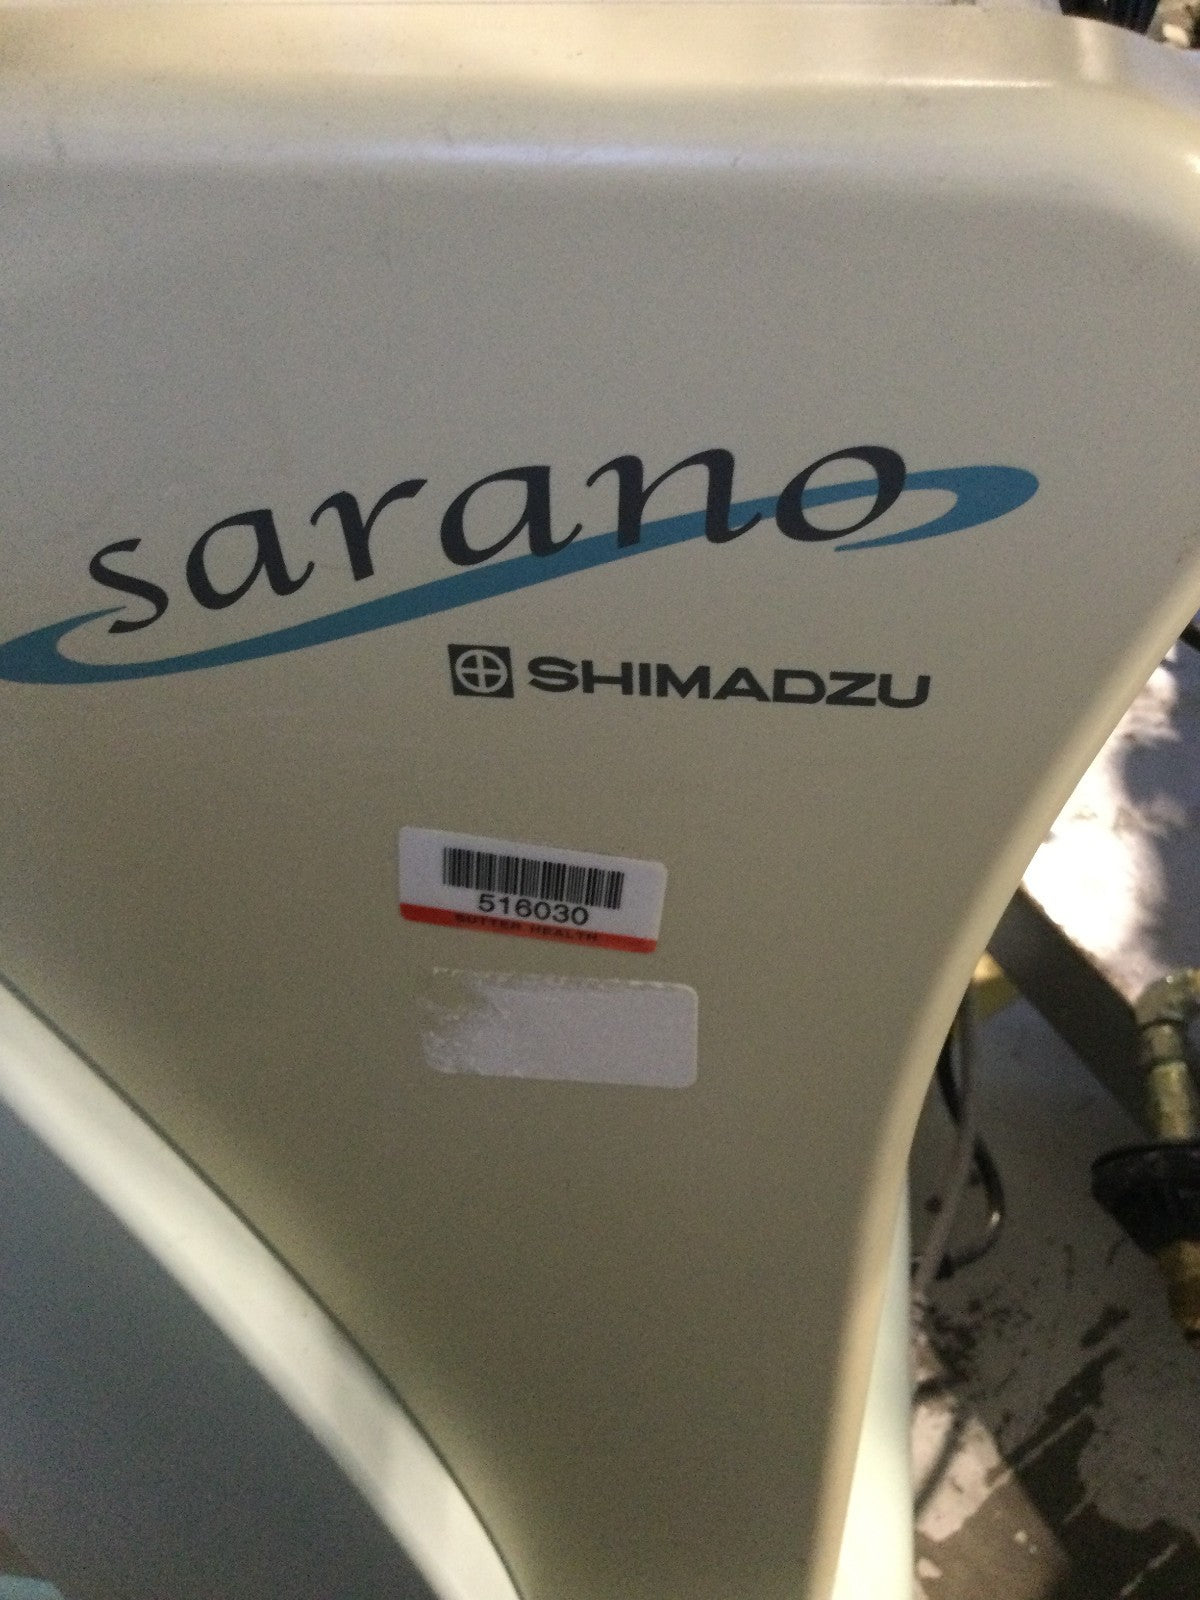 sarano
SHIMADZU
516030
SUTTER HEALTH